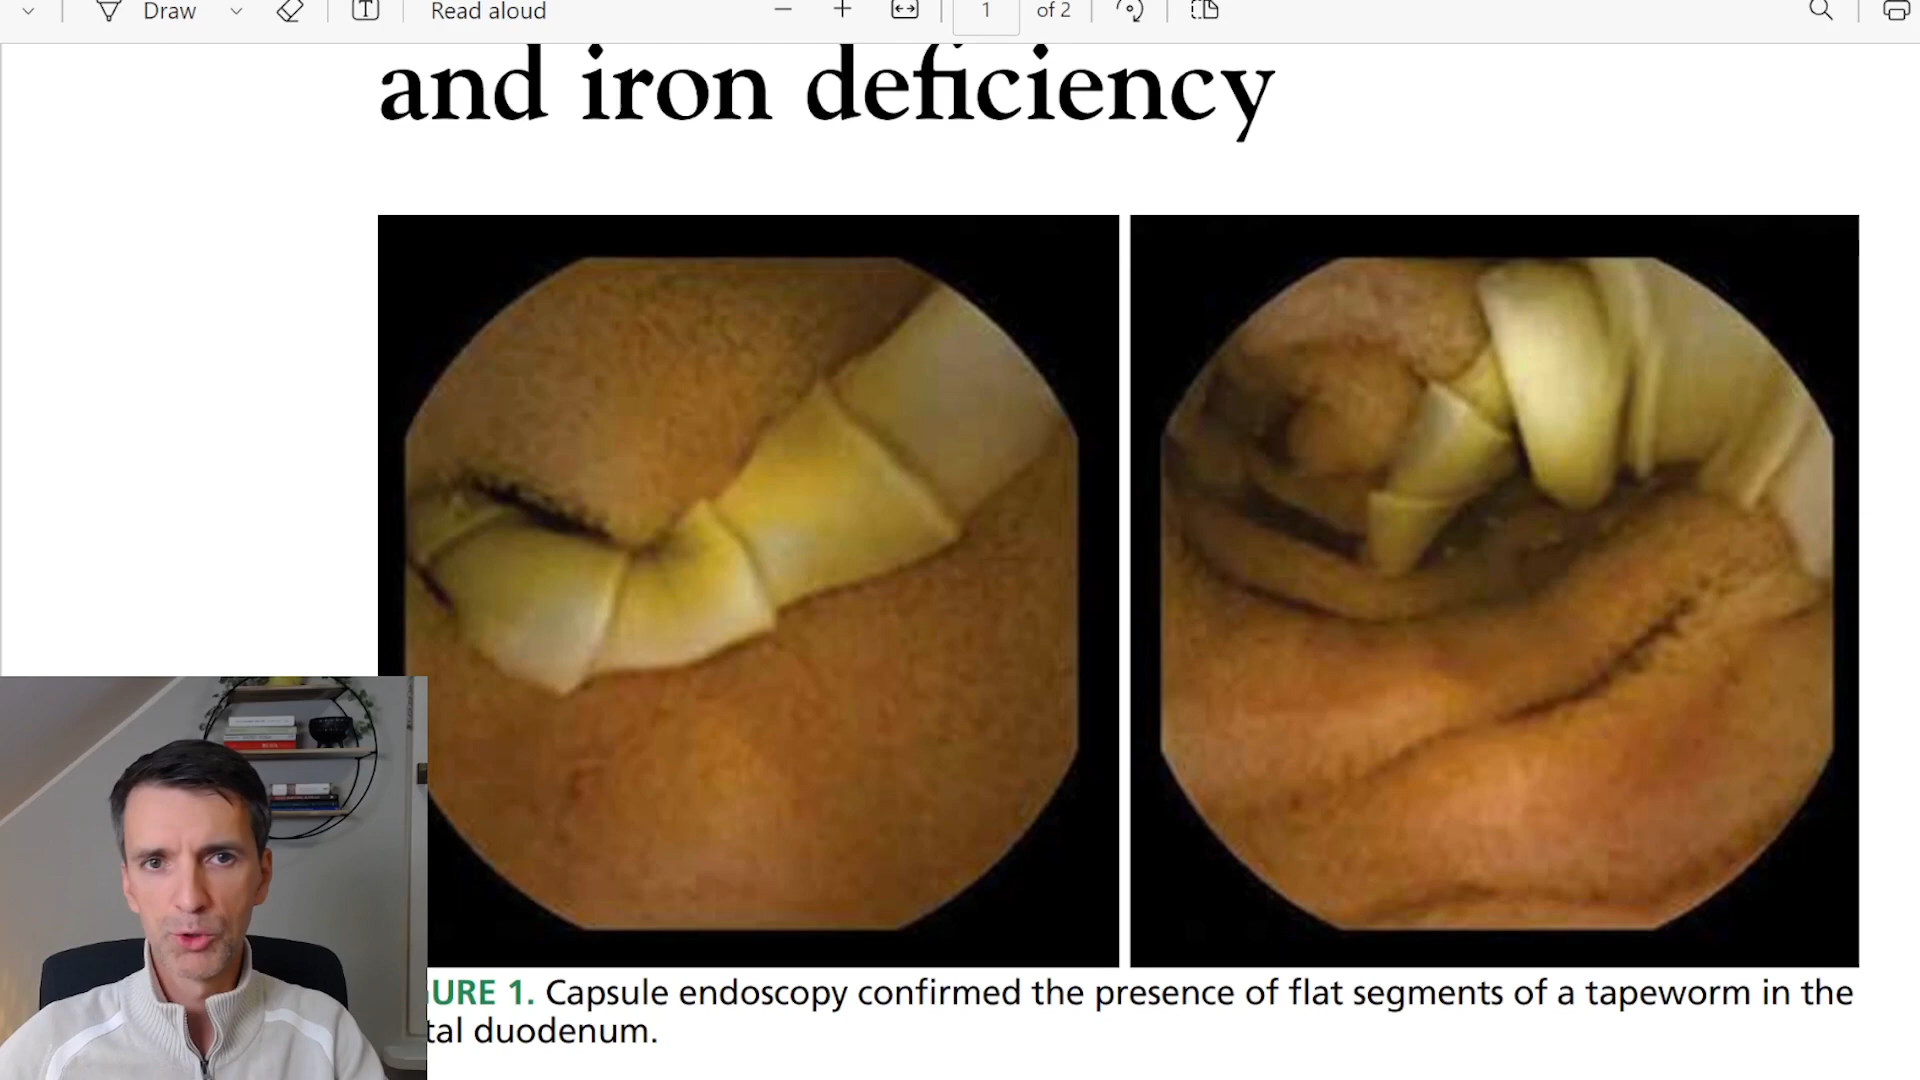 Draw
T
Read aloud
1
of 2
and iron deficiency
URE 1. Capsule endoscopy confirmed the presence of flat segments of a tapeworm in the
tal duodenum.